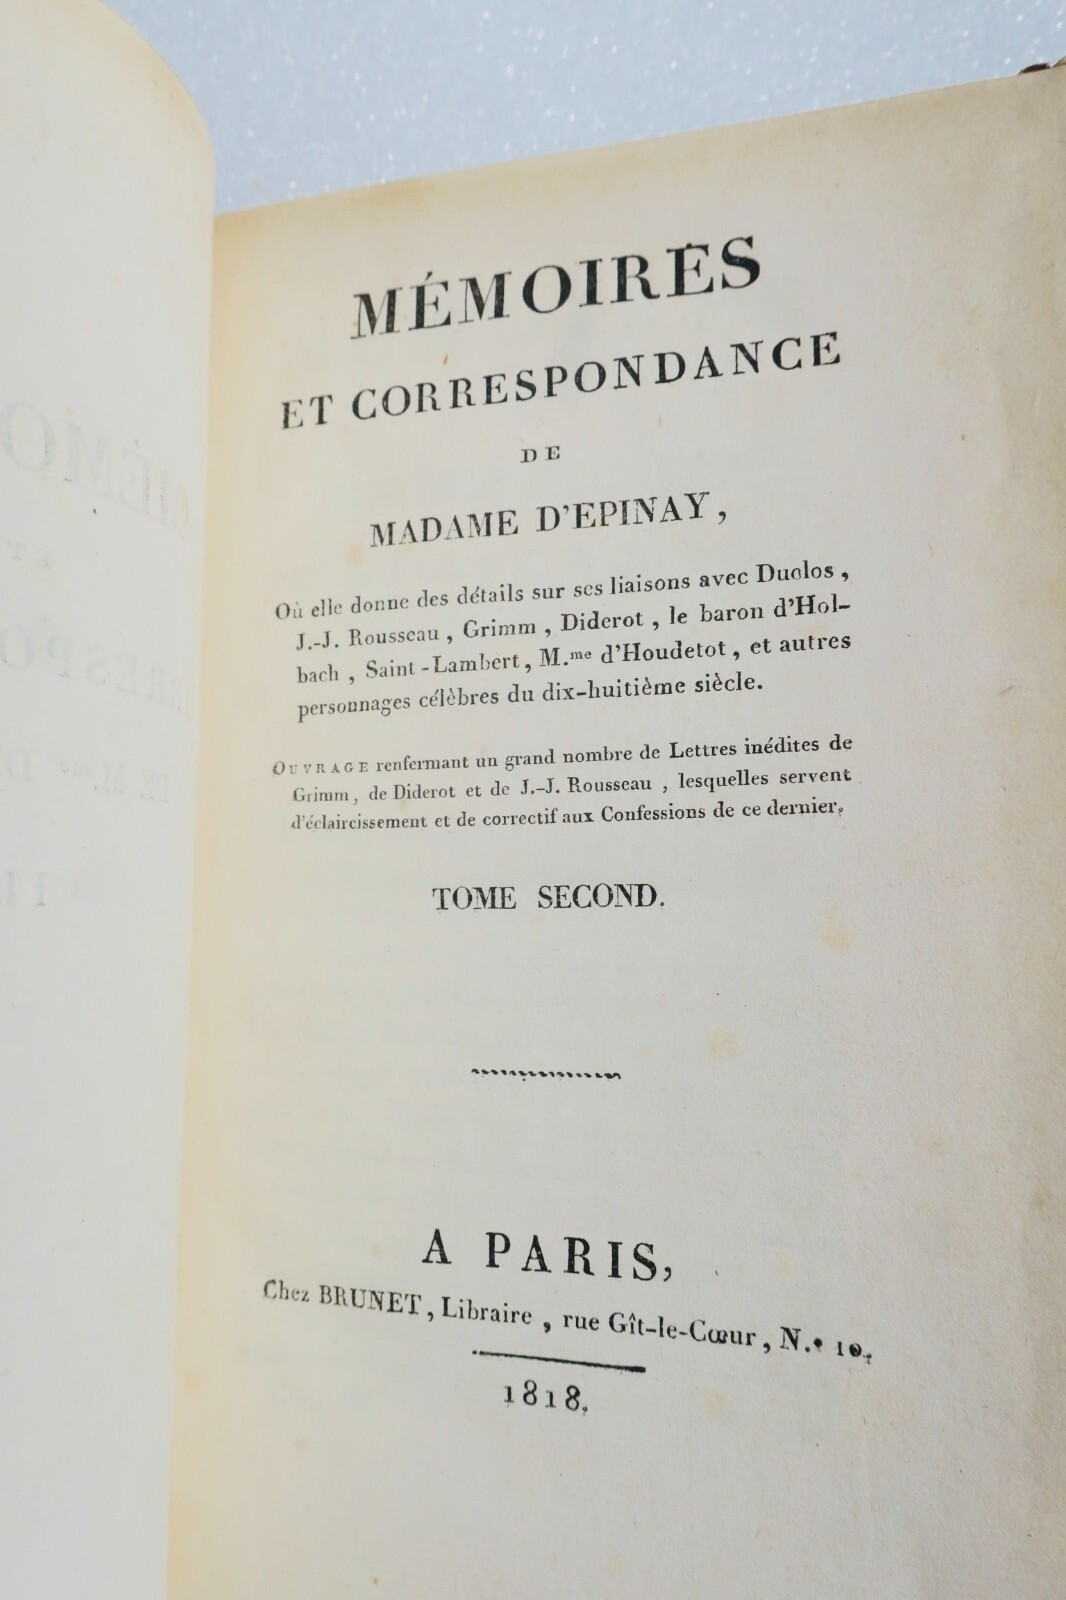 MÉMOIRES
ET CORRESPONDANCE
DE
MADAME D'EPINAY,
Où elle donne des détails sur ses liaisons avec Duclos,
J.-J. Rousseau, Grimm, Diderot, le baron d'Hol-
bach, Saint-Lambert, M.me d'Houdetot, et autres
personnages célèbres du dix-huitième siècle.
OUVRAGE renfermant un grand nombre de Lettres inédites de
Grimm, de Diderot et de J.-J. Rousseau, lesquelles servent
d'éclaircissement et de correctif aux Confessions de ce dernier.
TOME SECOND.
A PARIS,
Chez BRUNET, Libraire, rue Gît-le-Cœur, N.° 10.
1818.